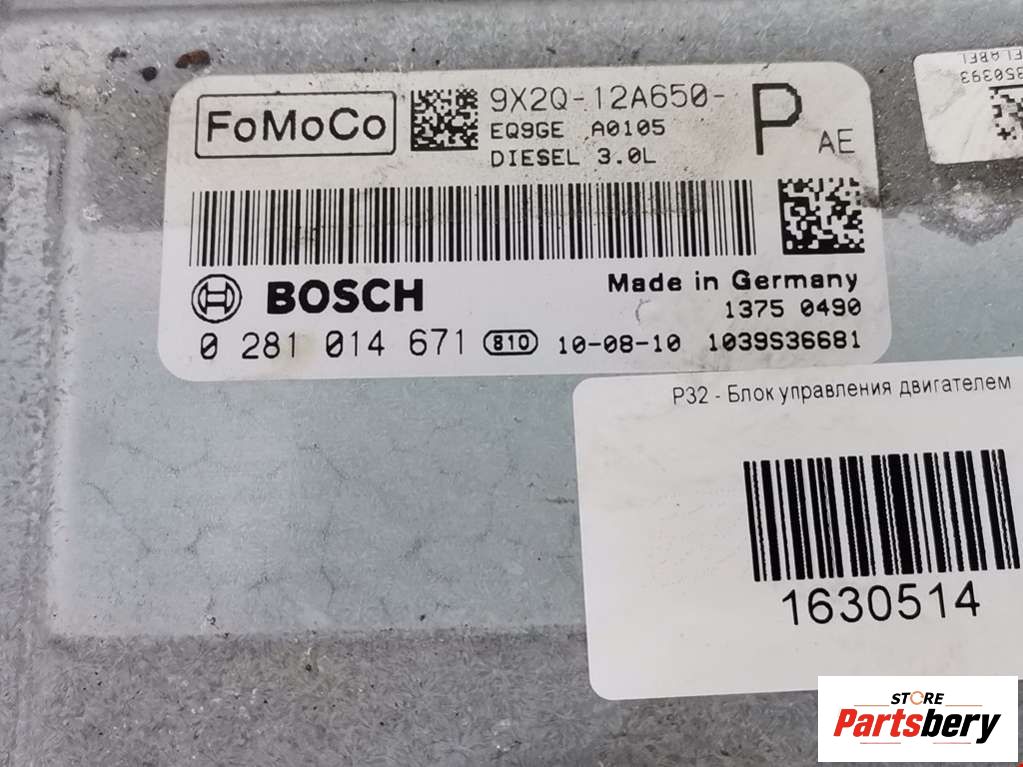 FoMoCo
9X2Q-12A650- P AE
EQ9GE A0105
DIESEL 3.0L
BOSCH
Made in Germany
1375 0490
0 281 014 671 810 10-08-10 1039S36681
350393
P32 - Блок управления двигателем
1630514
STORE
Partsbery